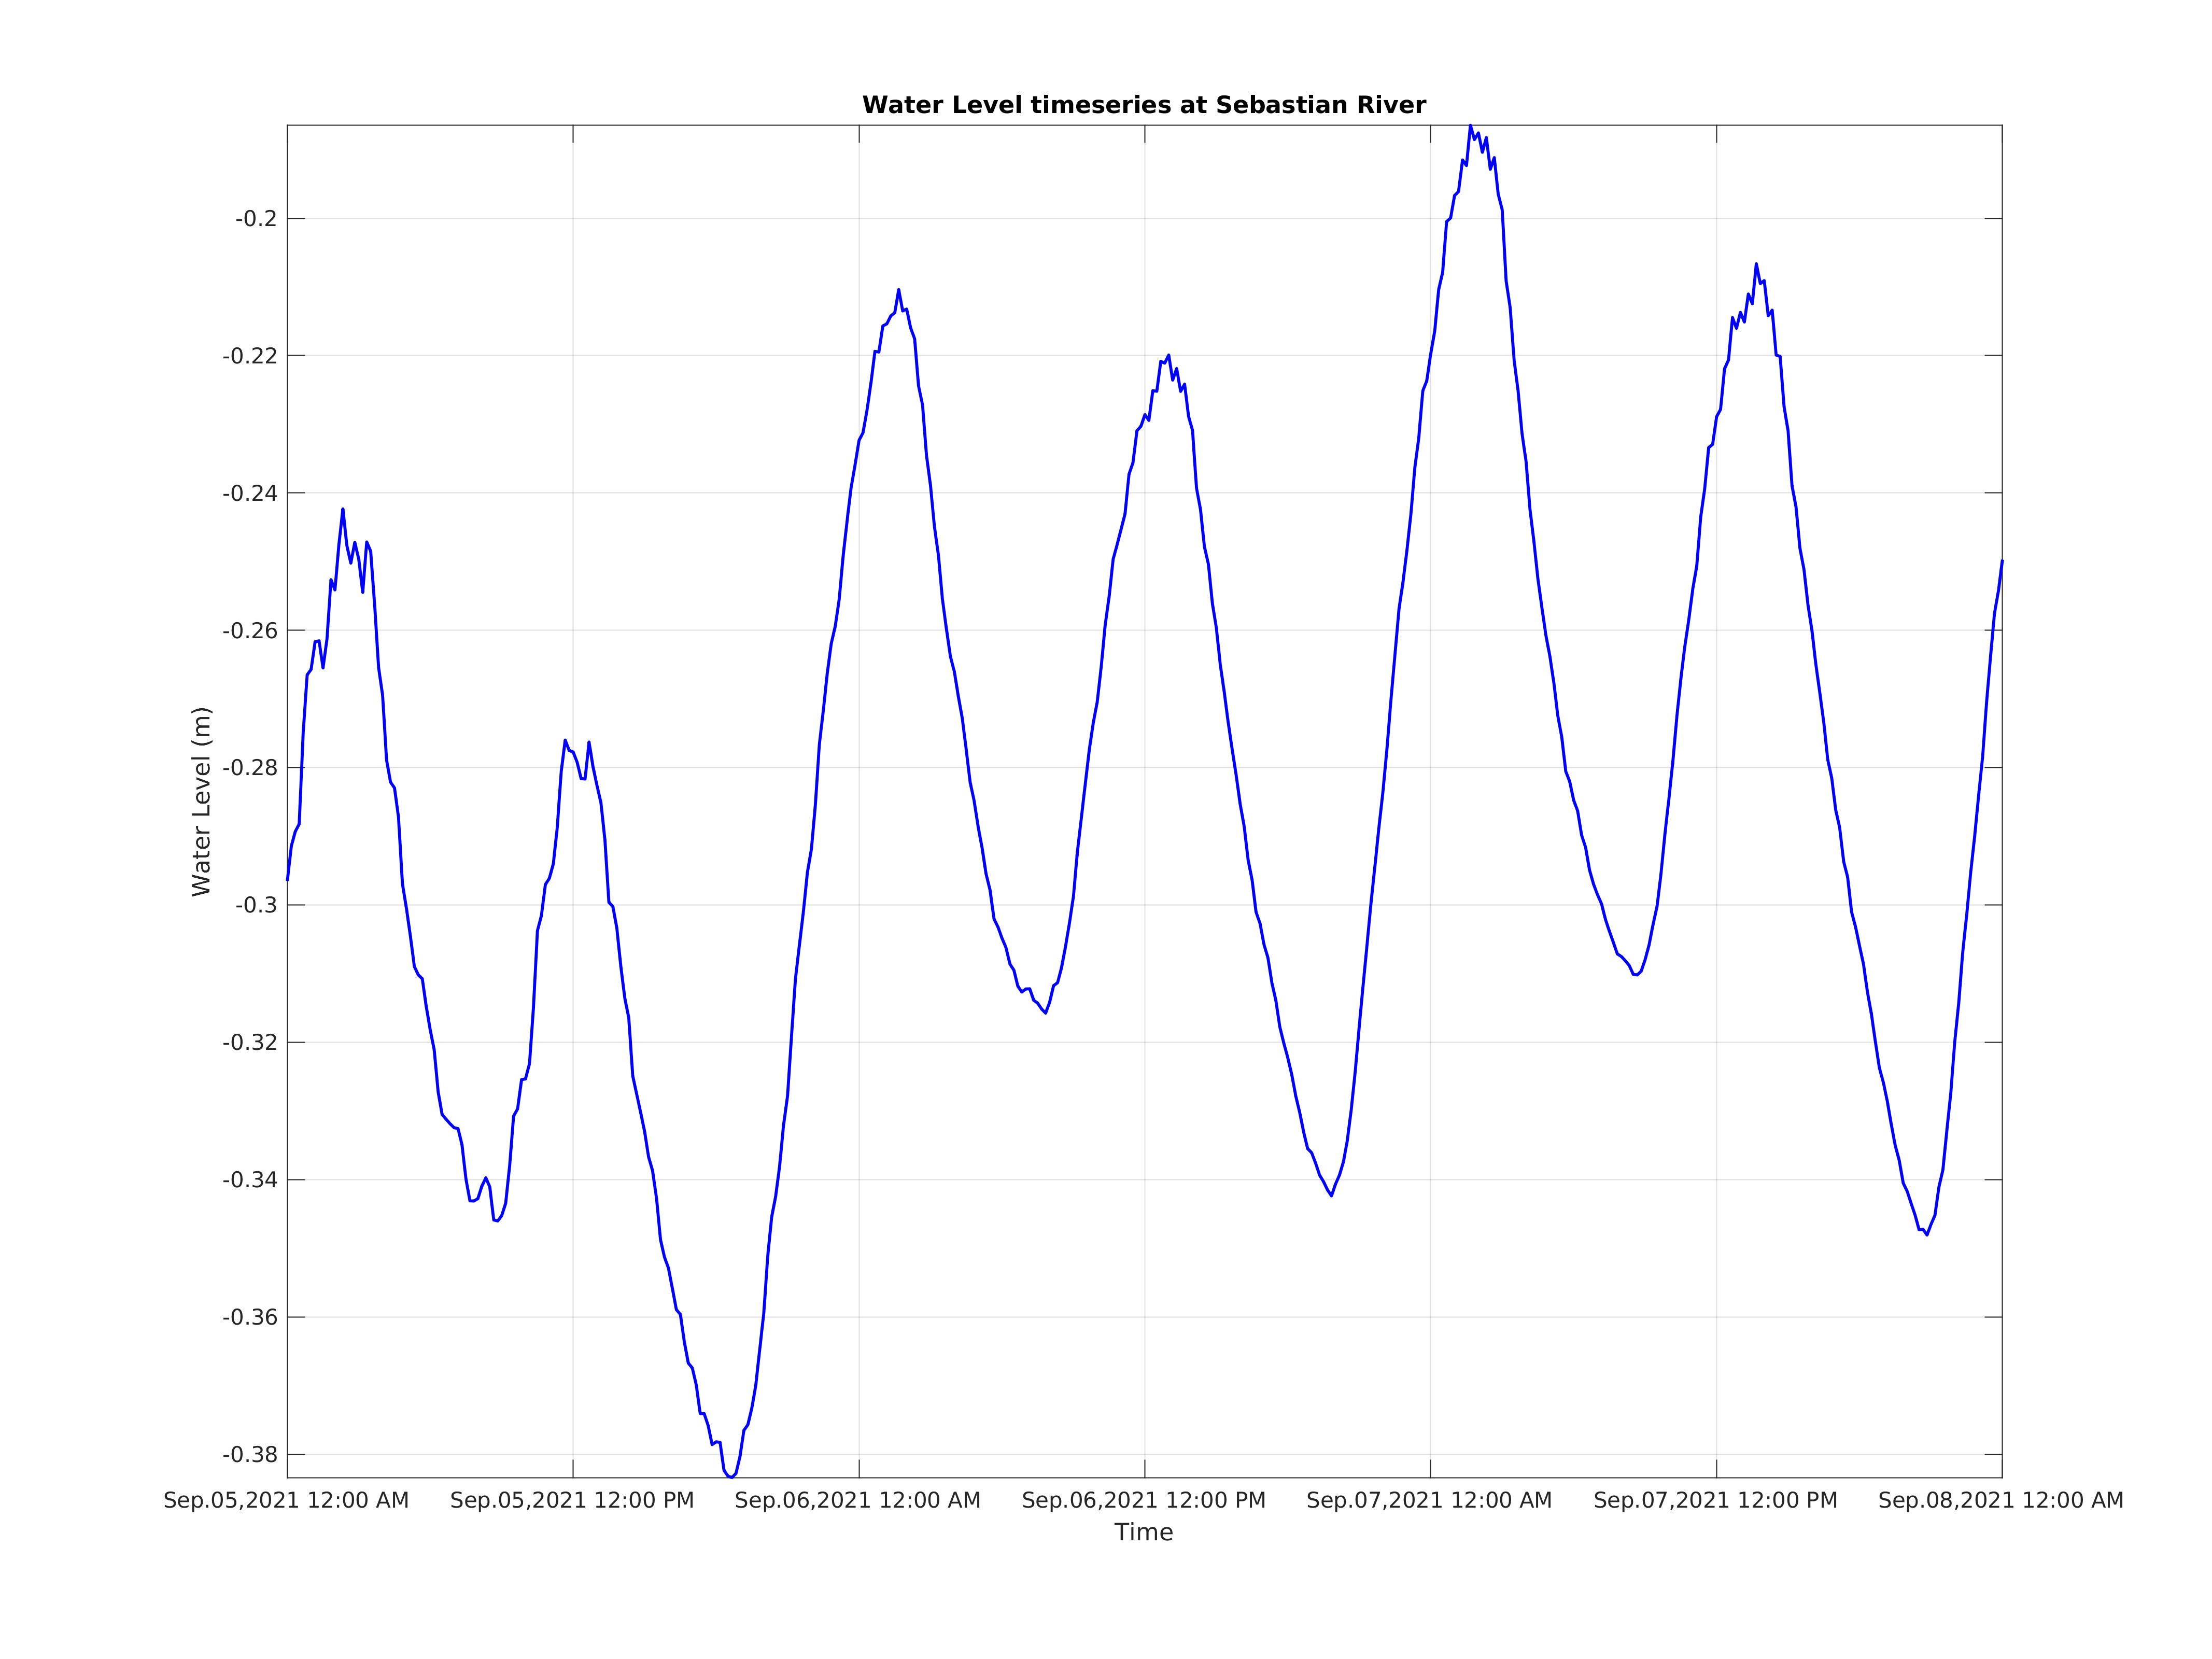 Water Level timeseries at Sebastian River
Water Level (m)
-0.2
-0.22
-0.24
-0.26
-0.28
-0.3
-0.32
-0.34
-0.36
-0.38
Sep.05,2021 12:00 AM Sep.05,2021 12:00 PM Sep.06,2021 12:00 AM Sep.06,2021 12:00 PM Sep.07,2021 12:00 AM Sep.07,2021 12:00 PM Sep.08,2021 12:00 AM
Time